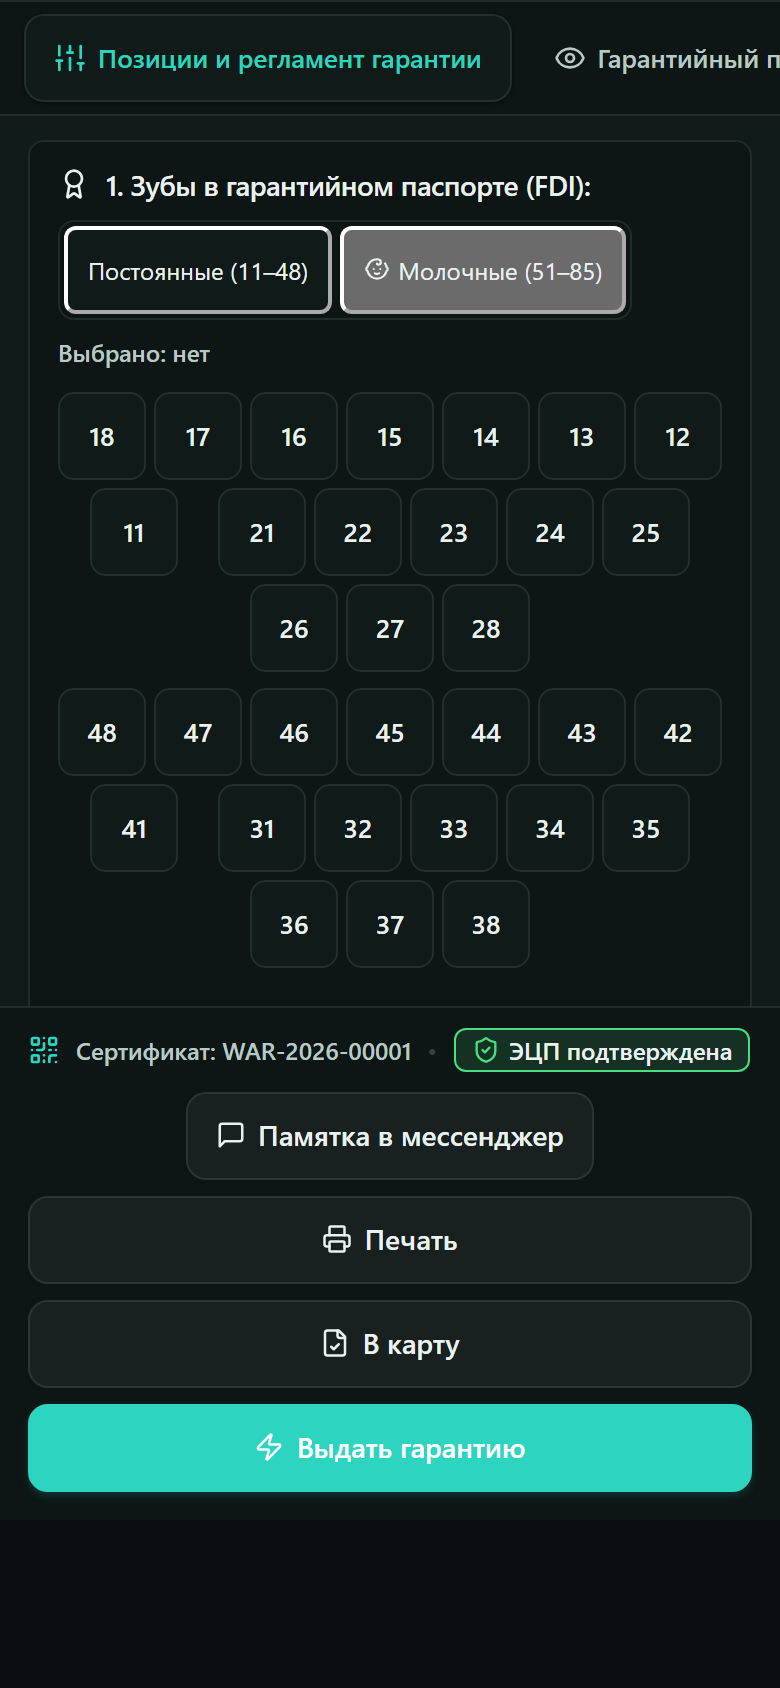 Позиции и регламент гарантии
Гарантийный п
1. Зубы в гарантийном паспорте (FDI):
Постоянные (11–48)
Молочные (51–85)
Выбрано: нет
18 17 16 15 14 13 12
11 21 22 23 24 25
26 27 28
48 47 46 45 44 43 42
41 31 32 33 34 35
36 37 38
Сертификат: WAR-2026-00001 •
ЭЦП подтверждена
Памятка в мессенджер
Печать
В карту
Выдать гарантию